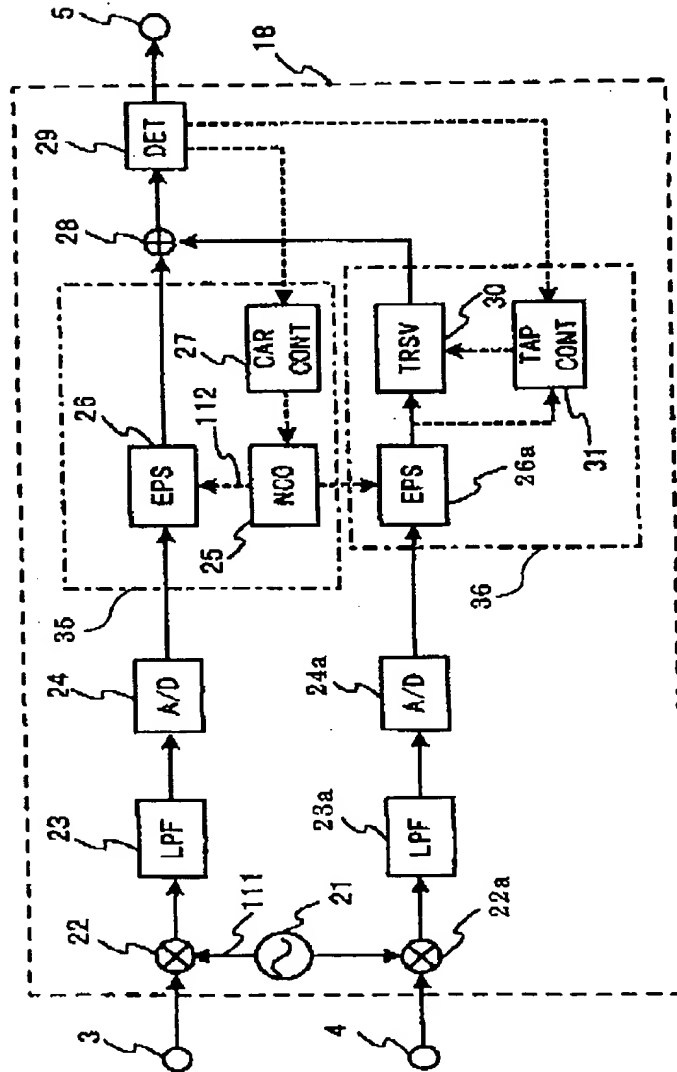 5
18
29
DET
28
26
EPS
112
27
CAR
CONT
NCO
25
35
TRSV
30
TAP
CONT
31
EPS
26a
36
24
A/D
24a
A/D
23
LPF
23a
LPF
22
111
21
22a
3
4